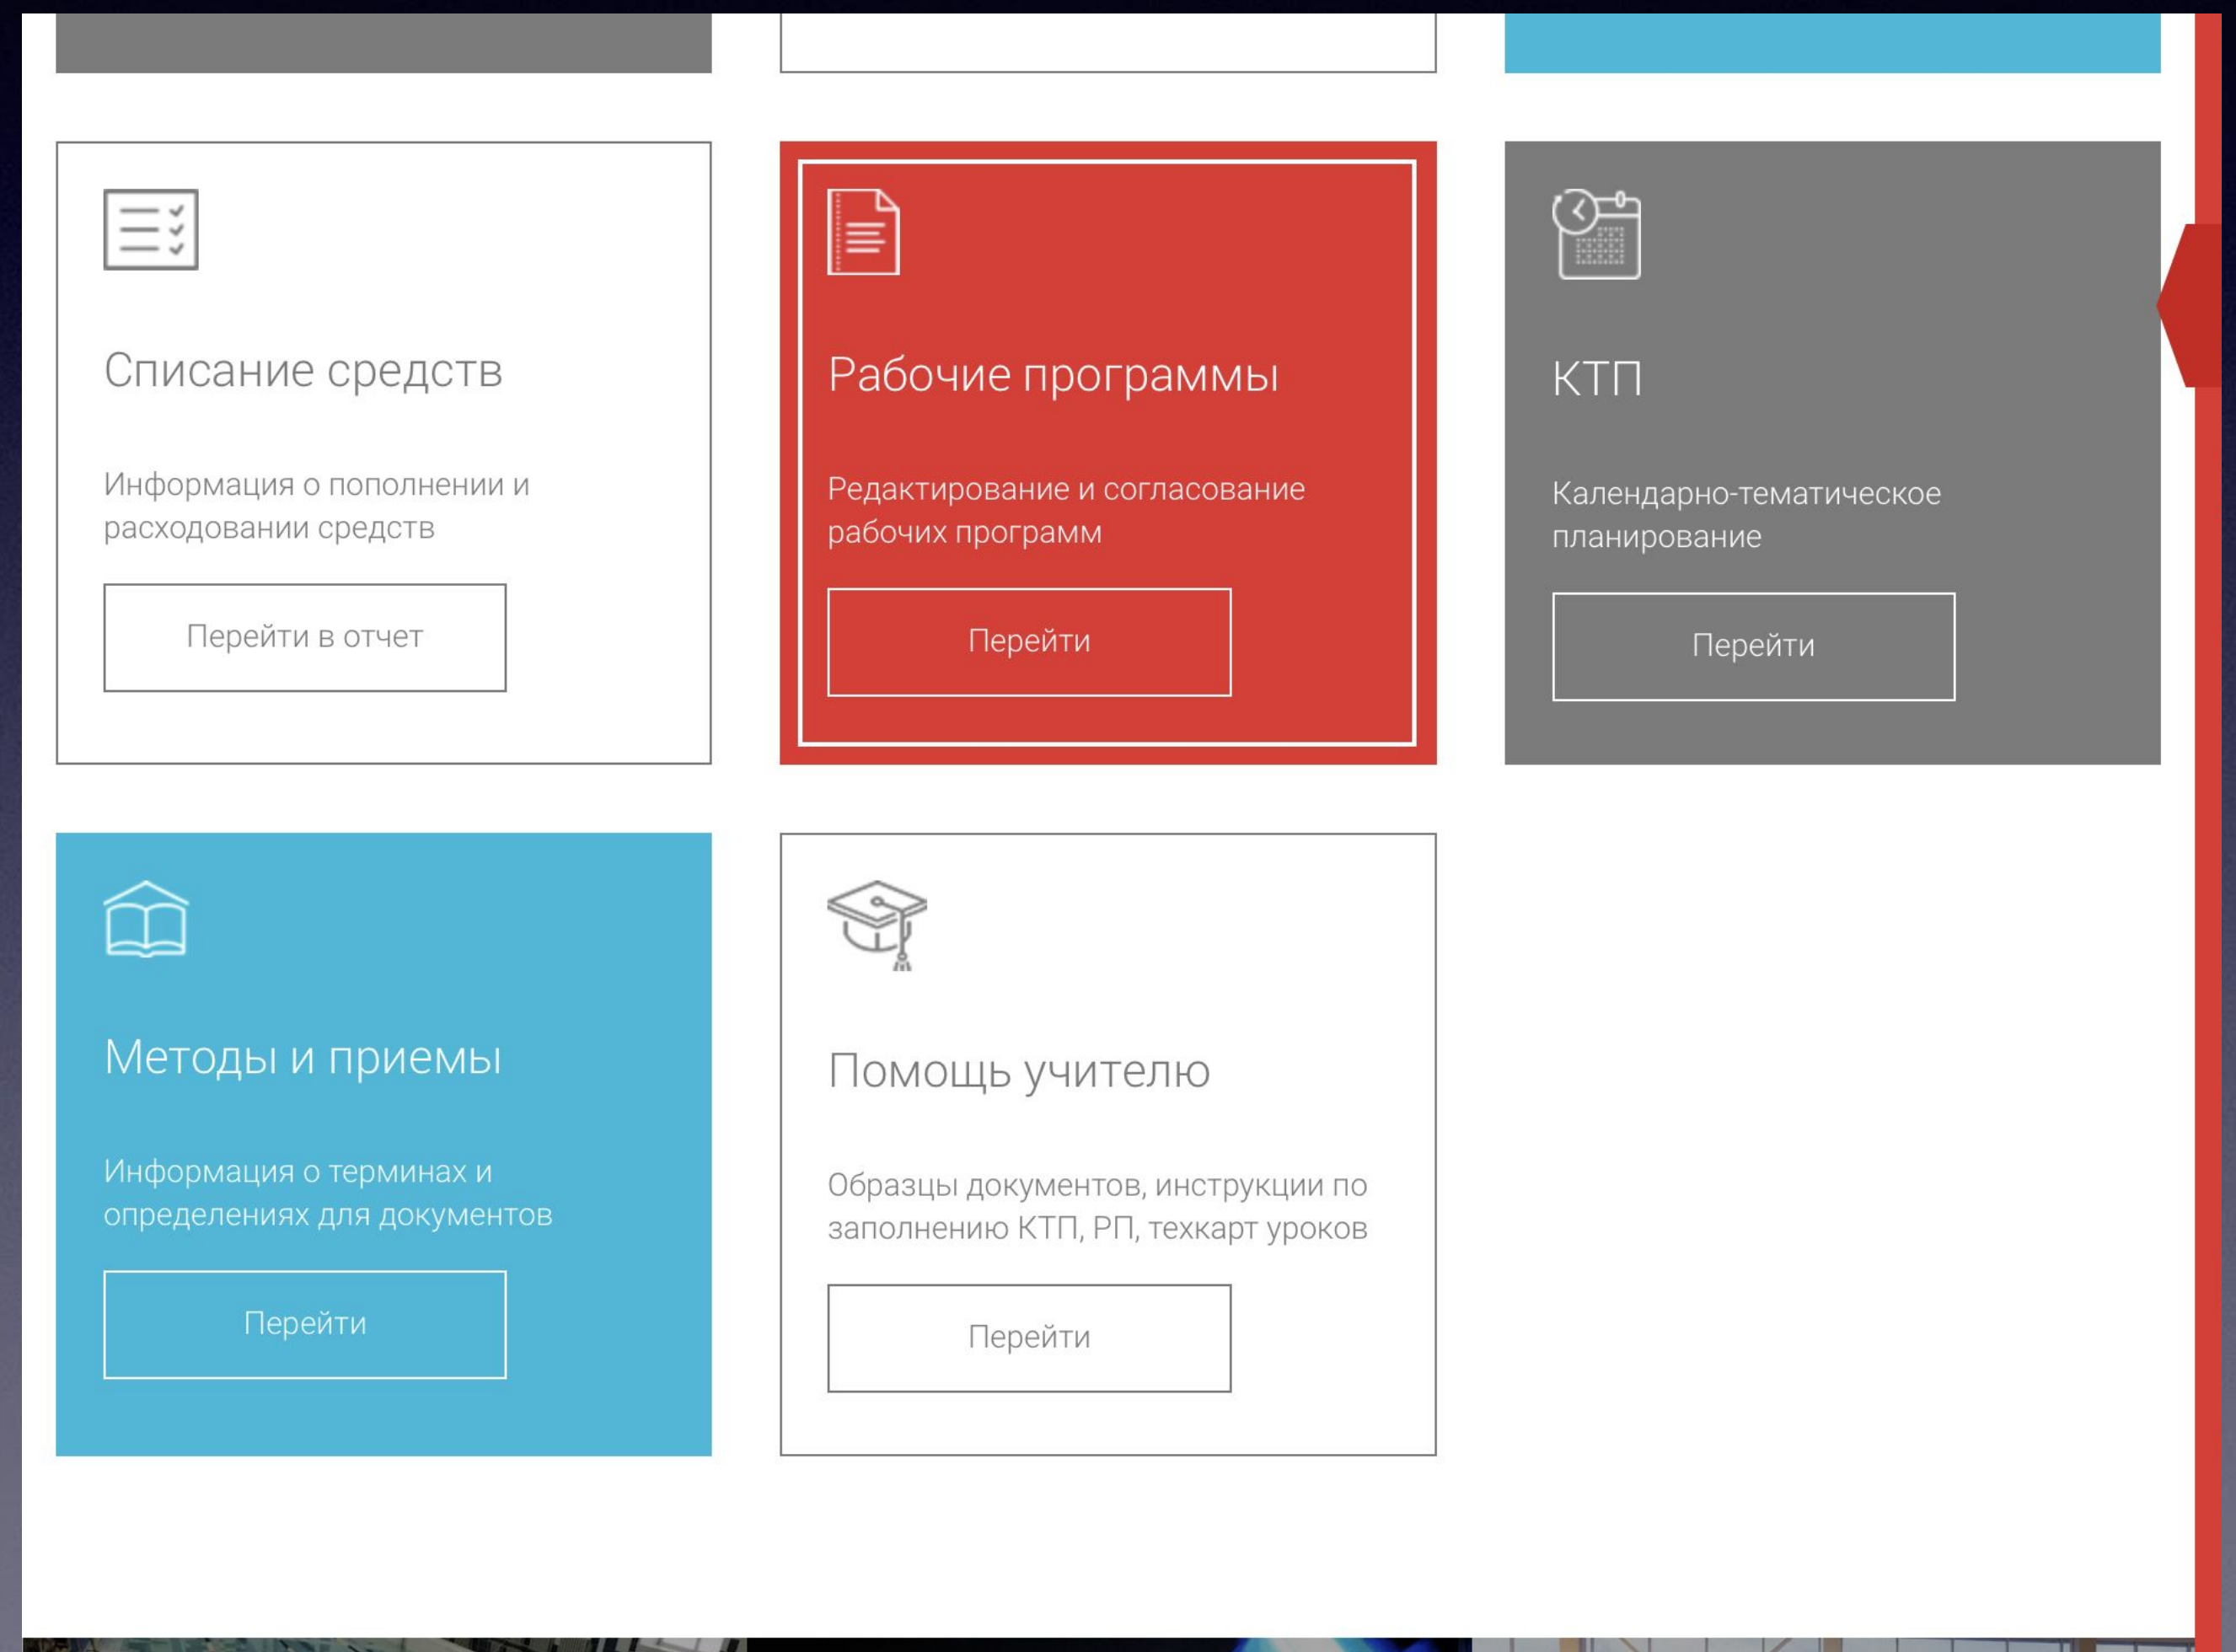 Списание средств
Информация о пополнении и
расходовании средств
Перейти в отчет
Рабочие программы
Редактирование и согласование
рабочих программ
Перейти
КТП
Календарно-тематическое
планирование
Перейти
Методы и приемы
Информация о терминах и
определениях для документов
Перейти
Помощь учителю
Образцы документов, инструкции по
заполнению КТП, РП, техкарт уроков
Перейти